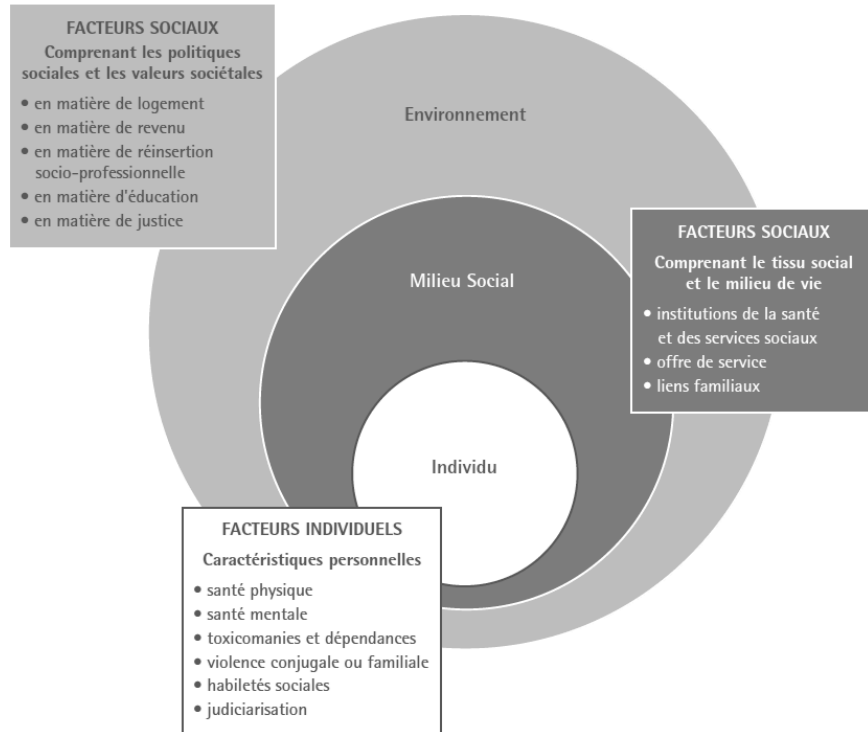 FACTEURS SOCIAUX
Comprenant les politiques
sociales et les valeurs sociétales
• en matière de logement
• en matière de revenu
• en matière de réinsertion
socio-professionnelle
• en matière d'éducation
• en matière de justice
Environnement
FACTEURS SOCIAUX
Comprenant le tissu social
et le milieu de vie
• institutions de la santé
et des services sociaux
• offre de service
• liens familiaux
Milieu Social
Individu
FACTEURS INDIVIDUELS
Caractéristiques personnelles
• santé physique
• santé mentale
• toxicomanies et dépendances
• violence conjugale ou familiale
• habiletés sociales
• judiciarisation